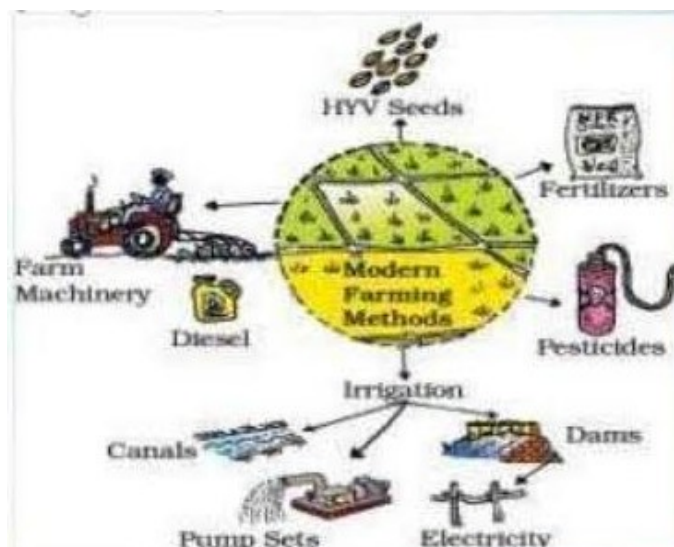 HYV Seeds
Fertilizers
Farm
Machinery
Diesel
Modern
Farming
Methods
Pesticides
Irrigation
Canals
Dams
Pump Sets
Electricity